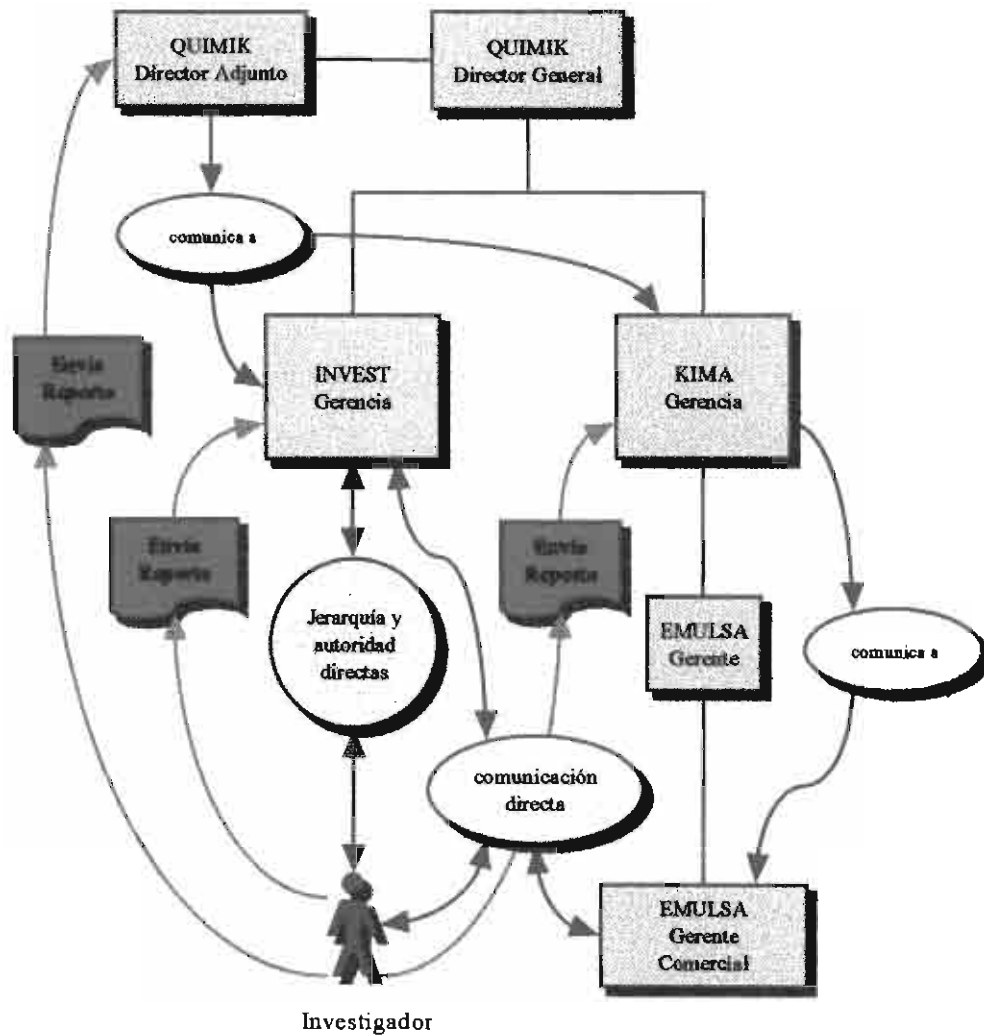 QUIMIK
Director Adjunto
QUIMIK
Director General
comunica a
Envía
Reporte
INVEST
Gerencia
KIMA
Gerencia
Envía
Reporte
Envía
Reporte
Jerarquía y
autoridad
directas
EMULSA
Gerente
comunica a
comunicación
directa
EMULSA
Gerente
Comercial
Investigador